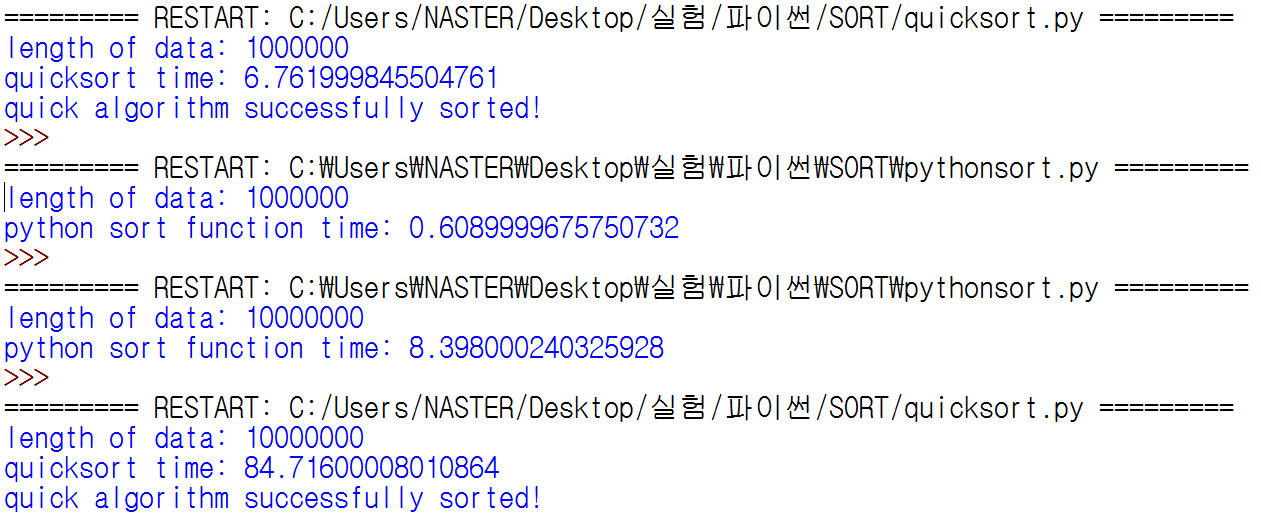 ========= RESTART: C:/Users/NASTER/Desktop/실험/파이썬/SORT/quicksort.py =========
length of data: 1000000
quicksort time: 6.761999845504761
quick algorithm successfully sorted!
>>>
========= RESTART: C:₩Users₩NASTER₩Desktop₩실험₩파이썬₩SORT₩pythonsort.py =========
length of data: 1000000
python sort function time: 0.6089999675750732
>>>
========= RESTART: C:₩Users₩NASTER₩Desktop₩실험₩파이썬₩SORT₩pythonsort.py =========
length of data: 10000000
python sort function time: 8.398000240325928
>>>
========= RESTART: C:/Users/NASTER/Desktop/실험/파이썬/SORT/quicksort.py =========
length of data: 10000000
quicksort time: 84.71600008010864
quick algorithm successfully sorted!